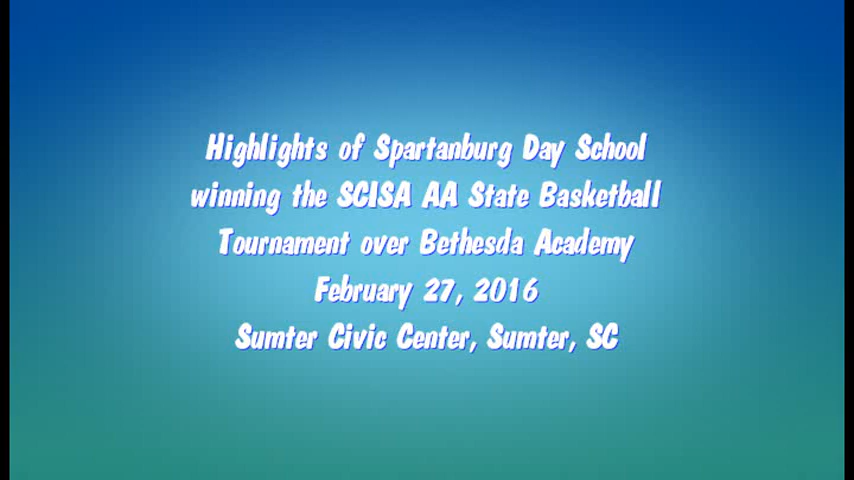 Highlights of Spartanburg Day School
winning the SCISA AA State Basketball
Tournament over Bethesda Academy
February 27, 2016
Sumter Civic Center, Sumter, SC